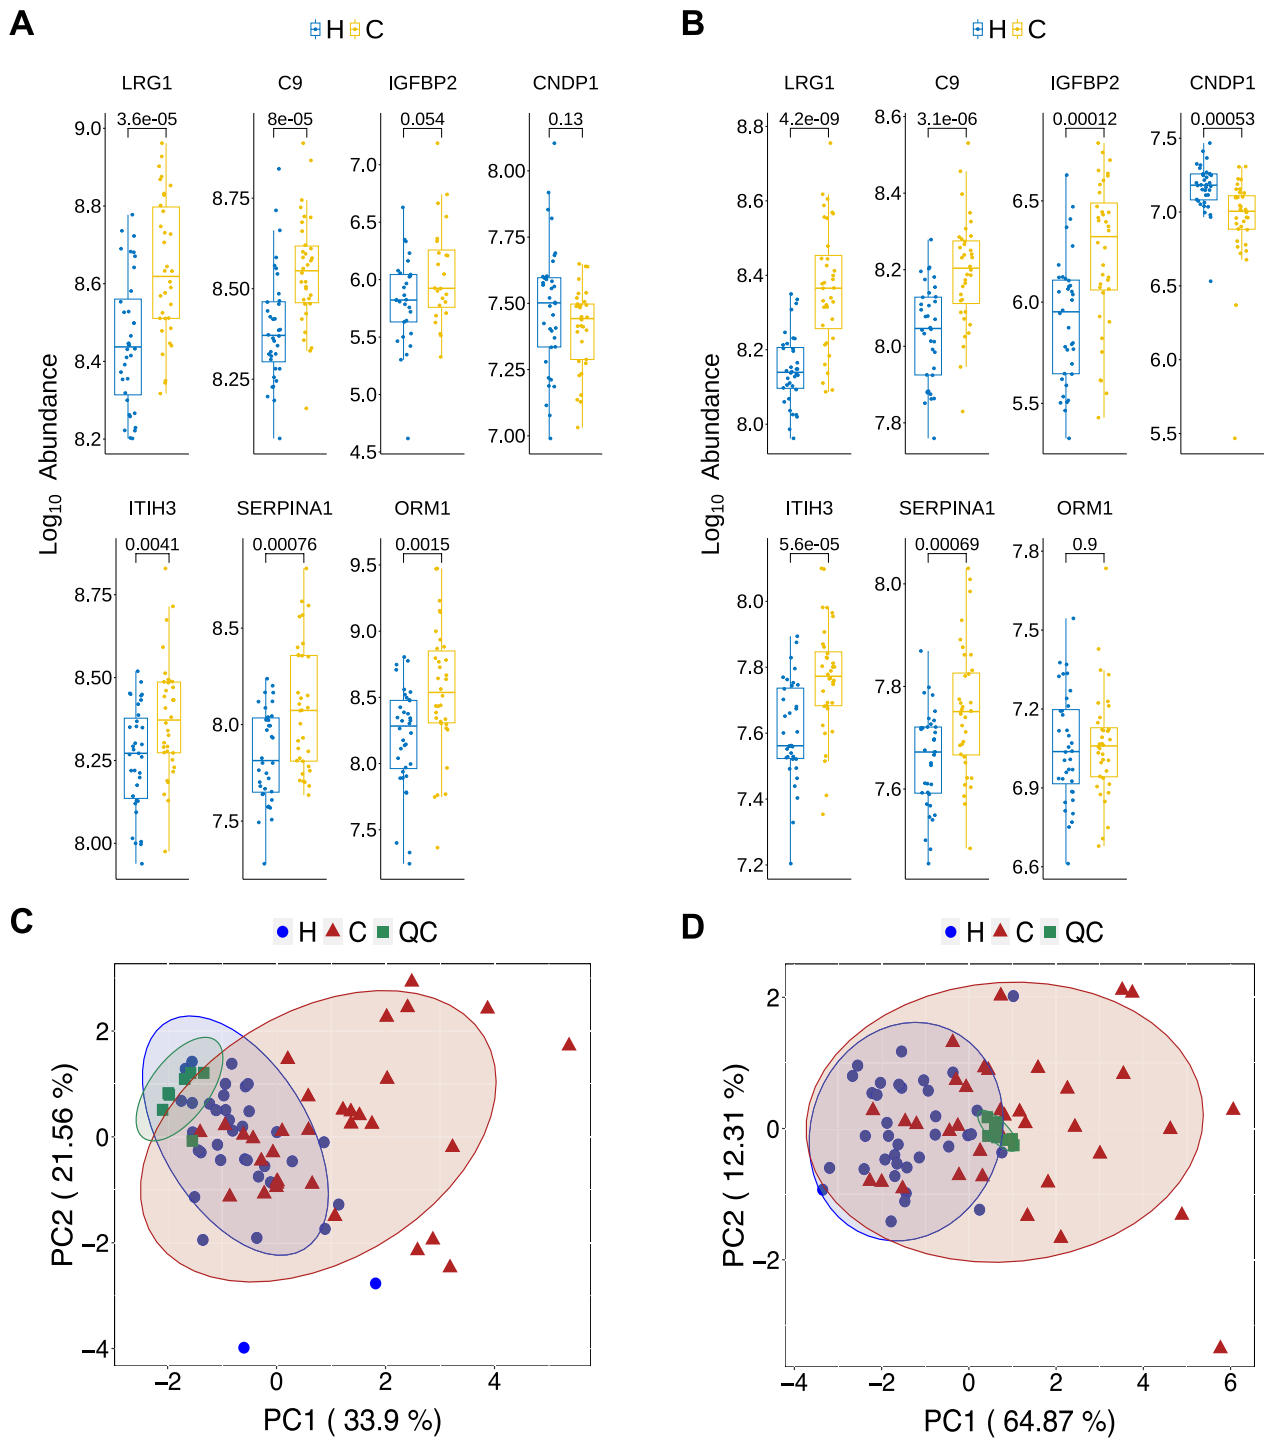 A
H C
LRG1 C9 IGFBP2 CNDP1
3.6e-05 8e-05 0.054 0.13
9.0
8.8
8.6
8.4
8.2
8.75
8.50
8.25
7.0
6.5
6.0
5.5
5.0
4.5
8.00
7.75
7.50
7.25
7.00
Log10 Abundance
ITIH3 SERPINA1 ORM1
0.0041 0.00076 0.0015
8.75
8.50
8.25
8.00
8.5
8.0
7.5
9.5
9.0
8.5
8.0
7.5
B
H C
LRG1 C9 IGFBP2 CNDP1
4.2e-09 3.1e-06 0.00012 0.00053
8.8
8.6
8.4
8.2
8.0
8.6
8.4
8.2
8.0
7.8
6.5
6.0
5.5
7.5
7.0
6.5
6.0
5.5
Log10 Abundance
ITIH3 SERPINA1 ORM1
5.6e-05 0.00069 0.9
8.0
7.8
7.6
7.4
7.2
8.0
7.8
7.6
7.8
7.5
7.2
6.9
6.6
C
H C QC
PC2 ( 21.56 %)
2
0
−2
−4
−2 0 2 4
PC1 ( 33.9 %)
D
H C QC
PC2 ( 12.31 %)
2
0
−2
−4 −2 0 2 4 6
PC1 ( 64.87 %)